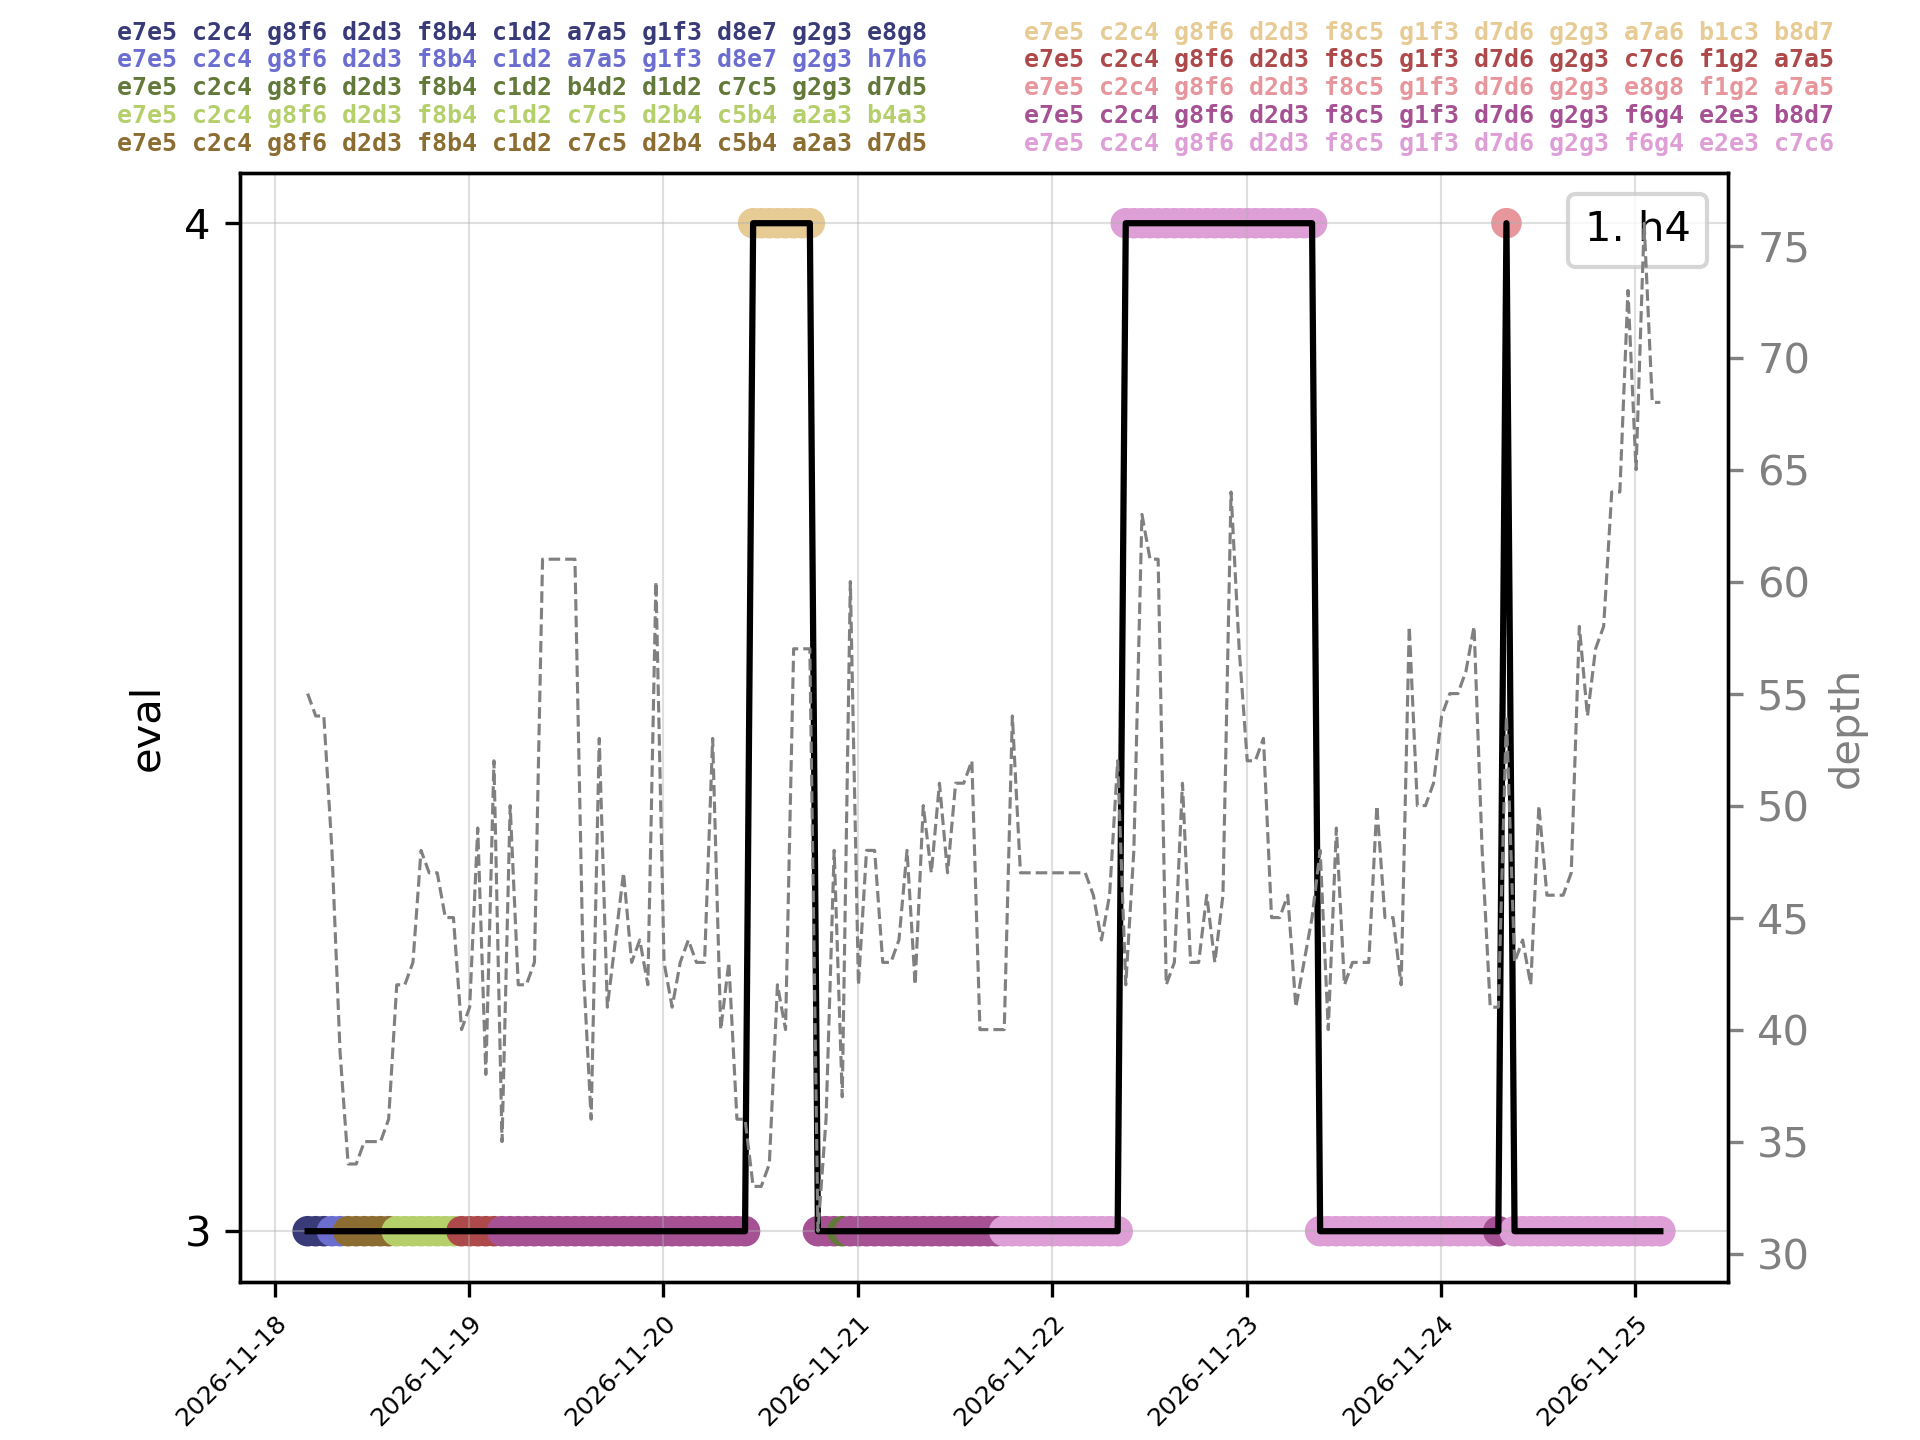 e7e5 c2c4 g8f6 d2d3 f8b4 c1d2 a7a5 g1f3 d8e7 g2g3 e8g8
e7e5 c2c4 g8f6 d2d3 f8b4 c1d2 a7a5 g1f3 d8e7 g2g3 h7h6
e7e5 c2c4 g8f6 d2d3 f8b4 c1d2 b4d2 d1d2 c7c5 g2g3 d7d5
e7e5 c2c4 g8f6 d2d3 f8b4 c1d2 c7c5 d2b4 c5b4 a2a3 b4a3
e7e5 c2c4 g8f6 d2d3 f8b4 c1d2 c7c5 d2b4 c5b4 a2a3 d7d5
e7e5 c2c4 g8f6 d2d3 f8c5 g1f3 d7d6 g2g3 a7a6 b1c3 b8d7
e7e5 c2c4 g8f6 d2d3 f8c5 g1f3 d7d6 g2g3 c7c6 f1g2 a7a5
e7e5 c2c4 g8f6 d2d3 f8c5 g1f3 d7d6 g2g3 e8g8 f1g2 a7a5
e7e5 c2c4 g8f6 d2d3 f8c5 g1f3 d7d6 g2g3 f6g4 e2e3 b8d7
e7e5 c2c4 g8f6 d2d3 f8c5 g1f3 d7d6 g2g3 f6g4 e2e3 c7c6
1. h4
4
3
eval
75
70
65
60
55
50
45
40
35
30
depth
2026-11-18
2026-11-19
2026-11-20
2026-11-21
2026-11-22
2026-11-23
2026-11-24
2026-11-25